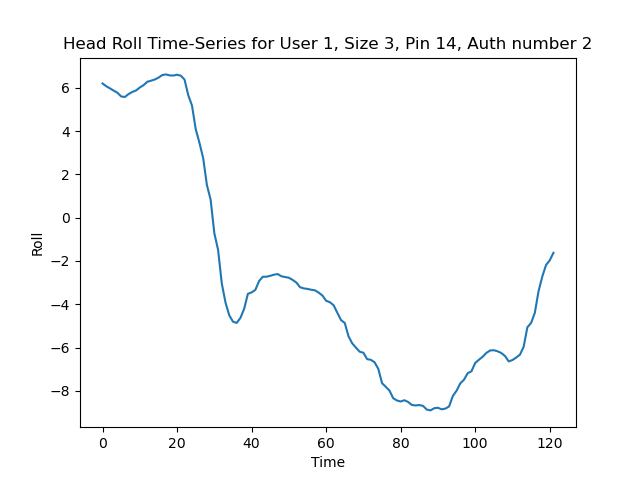 Head Roll Time-Series for User 1, Size 3, Pin 14, Auth number 2
6
4
2
0
−2
−4
−6
−8
Roll
0 20 40 60 80 100 120
Time